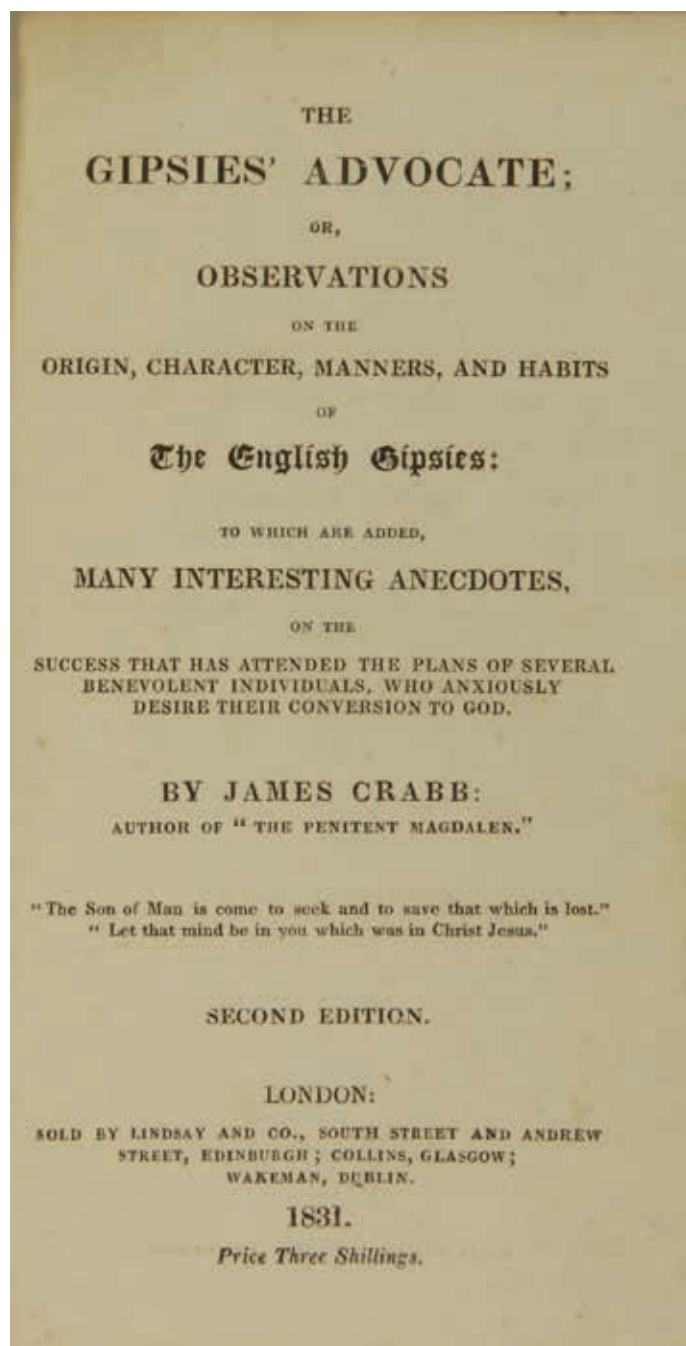 THE
GIPSIES' ADVOCATE;
OR,
OBSERVATIONS
ON THE
ORIGIN, CHARACTER, MANNERS, AND HABITS
OF
The English Gipsies:
TO WHICH ARE ADDED,
MANY INTERESTING ANECDOTES,
ON THE
SUCCESS THAT HAS ATTENDED THE PLANS OF SEVERAL
BENEVOLENT INDIVIDUALS, WHO ANXIOUSLY
DESIRE THEIR CONVERSION TO GOD.
BY JAMES CRABB:
AUTHOR OF "THE PENITENT MAGDALEN."
"The Son of Man is come to seek and to save that which is lost."
"Let that mind be in you which was in Christ Jesus."
SECOND EDITION.
LONDON:
SOLD BY LINDSAY AND CO., SOUTH STREET AND ANDREW
STREET, EDINBURGH; COLLINS, GLASGOW;
WAKEMAN, DUBLIN.
1831.
Price Three Shillings.